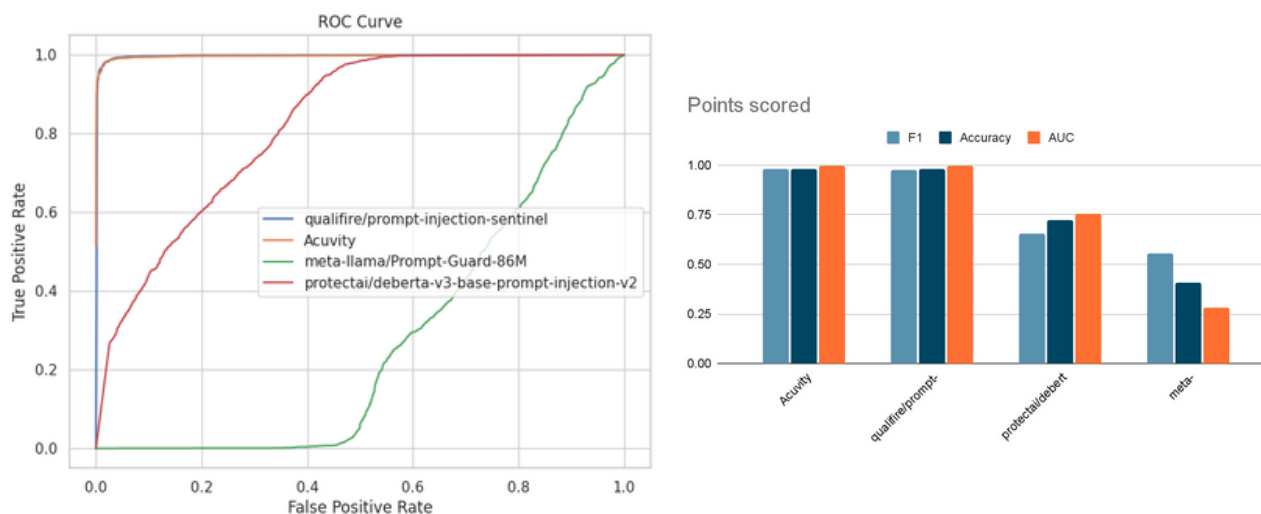 ROC Curve
1.0
0.8
0.6
0.4
0.2
0.0
True Positive Rate
qualifire/prompt-injection-sentinel
Acuvity
meta-llama/Prompt-Guard-86M
protectai/deberta-v3-base-prompt-injection-v2
0.0 0.2 0.4 0.6 0.8 1.0
False Positive Rate
Points scored
F1 Accuracy AUC
1.00
0.75
0.50
0.25
0.00
Acuvity
qualifire/prompt-
protectai/debert
meta-